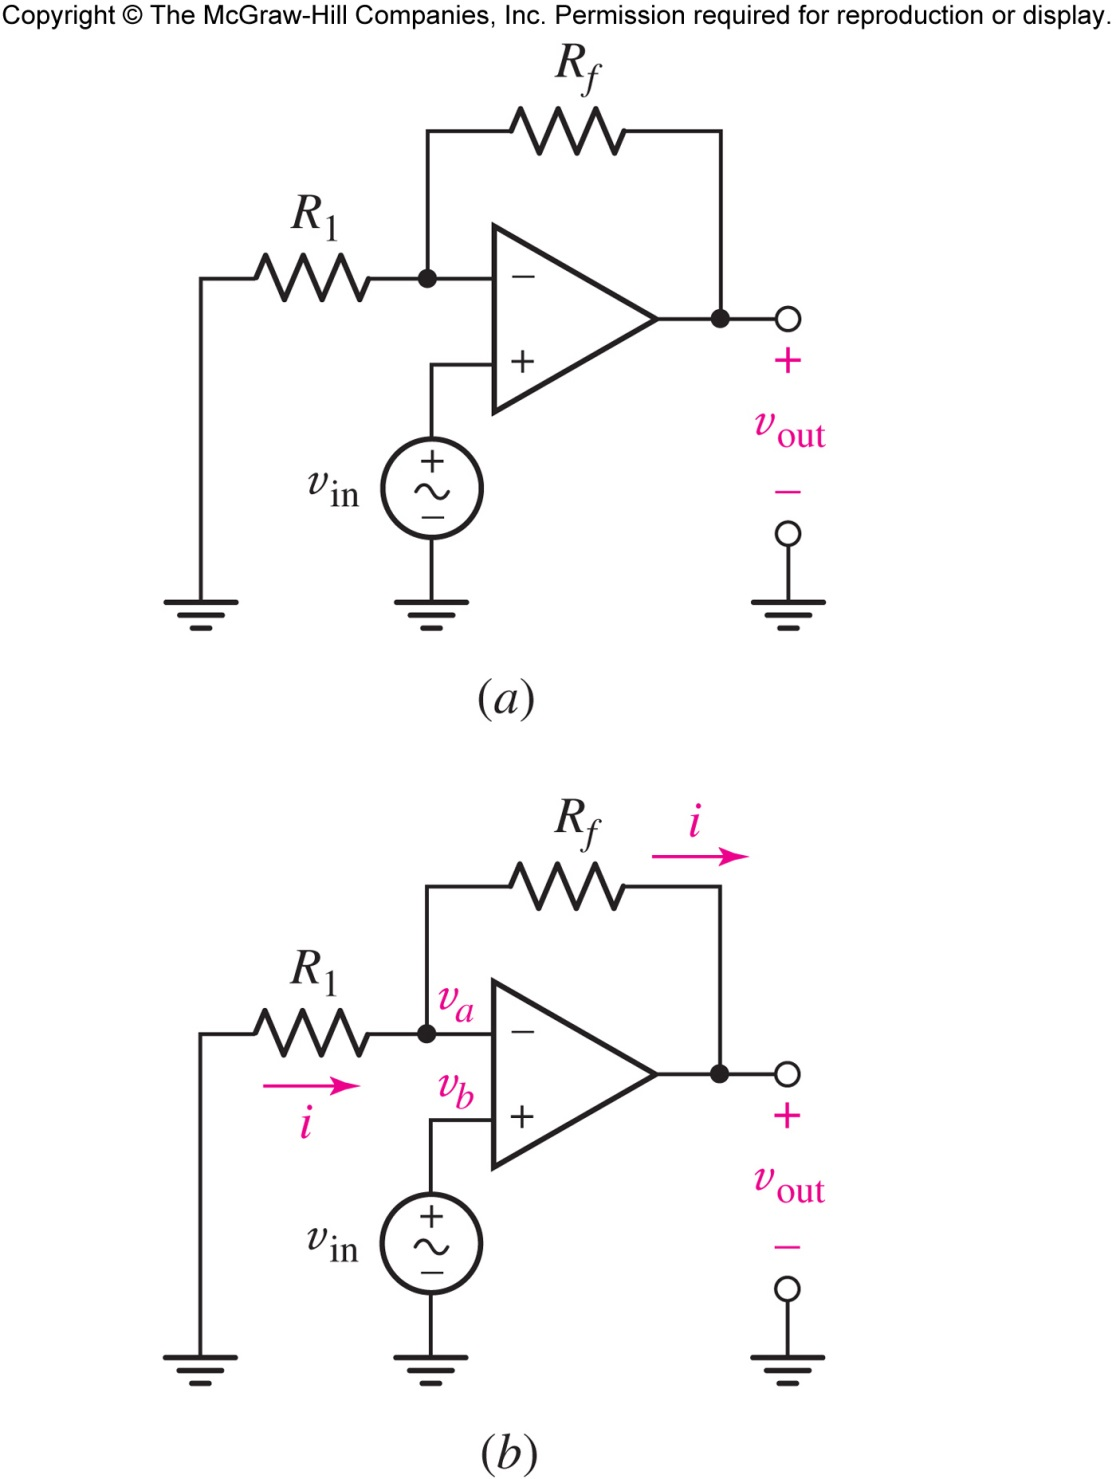 Copyright © The McGraw-Hill Companies, Inc. Permission required for reproduction or display.
R_f
R_1
−
+
+
v_out
−
v_in
+
−
(a)
R_f
i
R_1
v_a
−
i
v_b
+
+
v_out
−
v_in
+
−
(b)